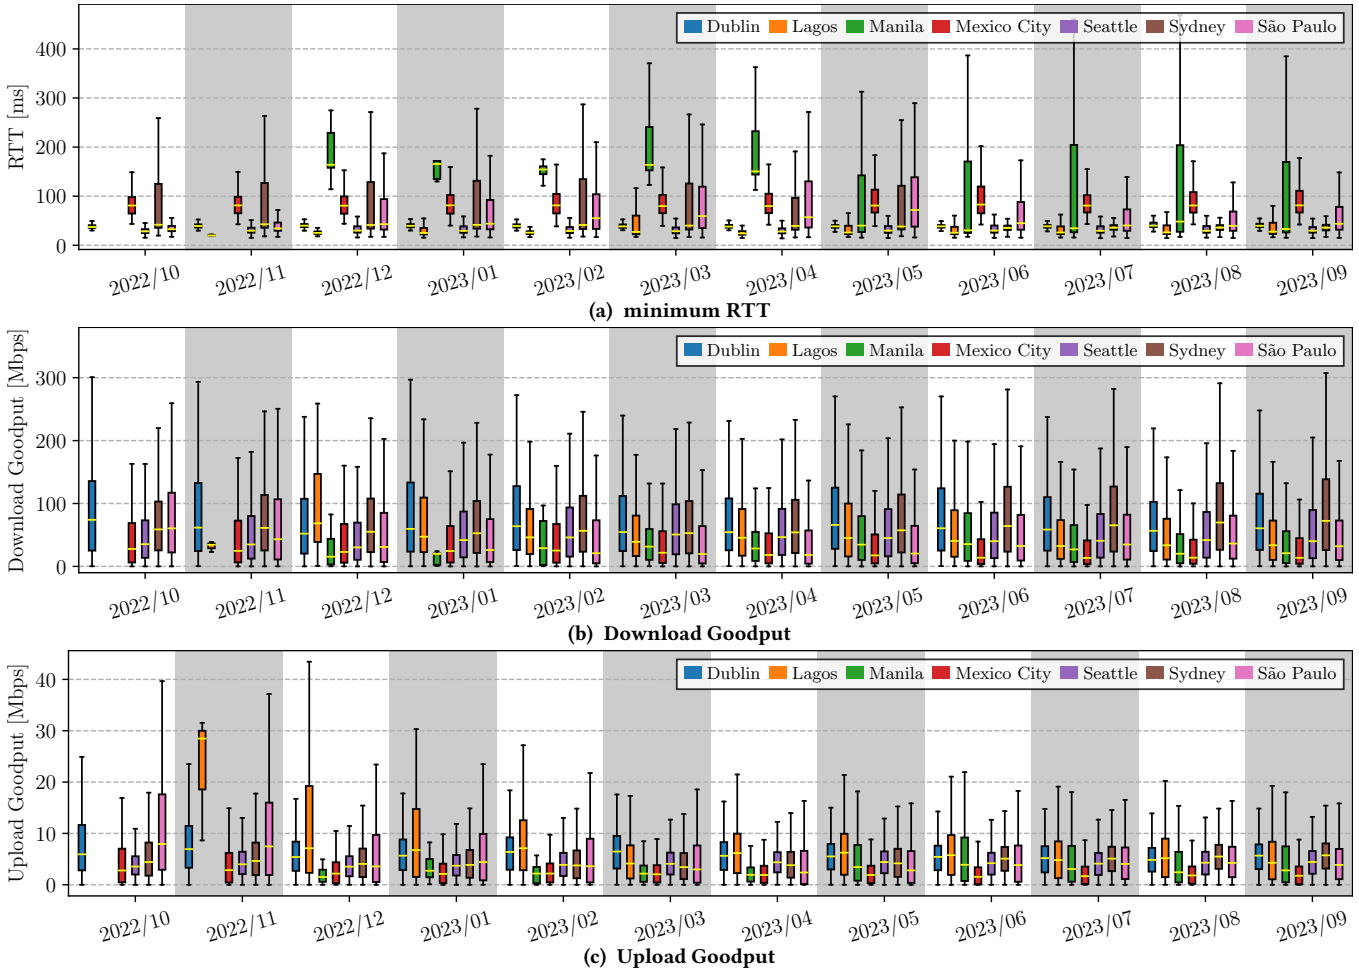 Dublin Lagos Manila Mexico City Seattle Sydney São Paulo
RTT [ms]
400
300
200
100
0
2022/10 2022/11 2022/12 2023/01 2023/02 2023/03 2023/04 2023/05 2023/06 2023/07 2023/08 2023/09
(a) minimum RTT
Dublin Lagos Manila Mexico City Seattle Sydney São Paulo
Download Goodput [Mbps]
300
200
100
0
2022/10 2022/11 2022/12 2023/01 2023/02 2023/03 2023/04 2023/05 2023/06 2023/07 2023/08 2023/09
(b) Download Goodput
Dublin Lagos Manila Mexico City Seattle Sydney São Paulo
Upload Goodput [Mbps]
40
30
20
10
0
2022/10 2022/11 2022/12 2023/01 2023/02 2023/03 2023/04 2023/05 2023/06 2023/07 2023/08 2023/09
(c) Upload Goodput